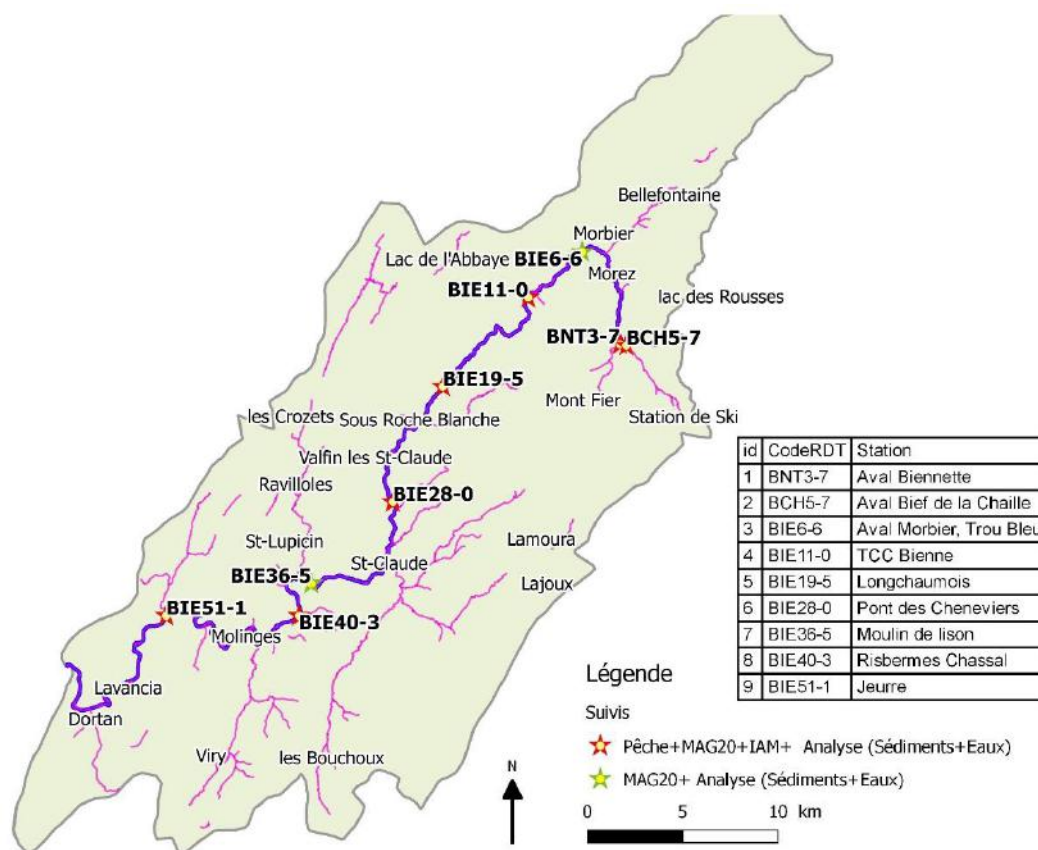 Bellefontaine
Morbier
Lac de l'Abbaye BIE6-6
Morez
BIE11-0
lac des Rousses
BNT3-7 BCH5-7
BIE19-5
Mont Fier
Station de Ski
les Crozets
Sous Roche Blanche
Valfin les St-Claude
Ravilloles
BIE28-0
Lamoura
St-Lupicin
St-Claude
BIE36-5
Lajoux
BIE51-1
BIE40-3
Molinges
Lavancia
Dortan
Viry
les Bouchoux
id CodeRDT Station
1 BNT3-7 Aval Biennette
2 BCH5-7 Aval Bief de la Chaille
3 BIE6-6 Aval Morbier, Trou Bleu
4 BIE11-0 TCC Bienne
5 BIE19-5 Longchaumois
6 BIE28-0 Pont des Cheneviers
7 BIE36-5 Moulin de lison
8 BIE40-3 Risbermes Chassal
9 BIE51-1 Jeurre
Légende
Suivis
Pêche+MAG20+IAM+ Analyse (Sédiments+Eaux)
MAG20+ Analyse (Sédiments+Eaux)
N
0 5 10 km